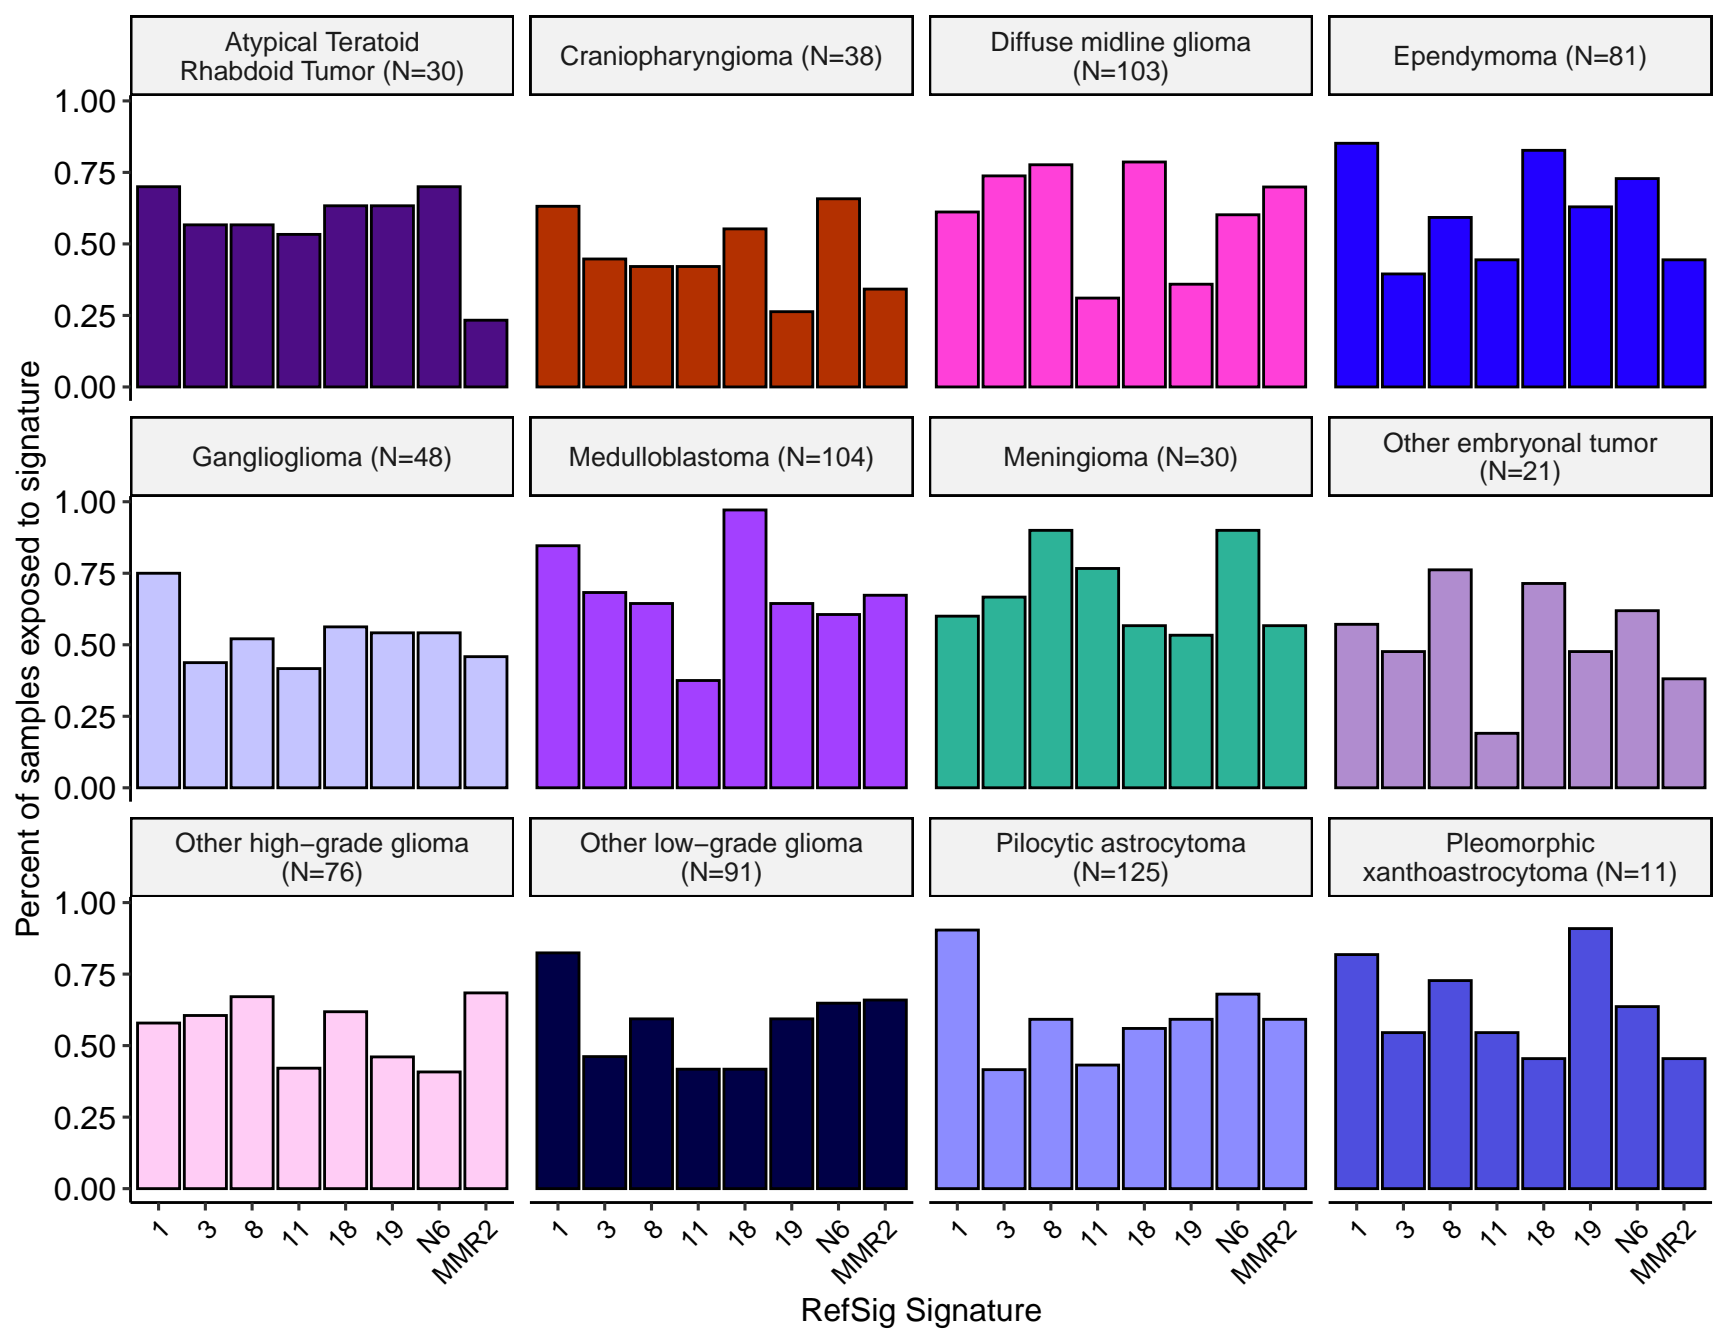 Atypical Teratoid
Rhabdoid Tumor (N=30)
Craniopharyngioma (N=38)
Diffuse midline glioma
(N=103)
Ependymoma (N=81)
1.00
0.75
0.50
0.25
0.00
Ganglioglioma (N=48)
Medulloblastoma (N=104)
Meningioma (N=30)
Other embryonal tumor
(N=21)
1.00
0.75
0.50
0.25
0.00
Other high−grade glioma
(N=76)
Other low−grade glioma
(N=91)
Pilocytic astrocytoma
(N=125)
Pleomorphic
xanthoastrocytoma (N=11)
1.00
0.75
0.50
0.25
0.00
Percent of samples exposed to signature
1 3 8 11 18 19 N6 MMR2
1 3 8 11 18 19 N6 MMR2
1 3 8 11 18 19 N6 MMR2
1 3 8 11 18 19 N6 MMR2
RefSig Signature